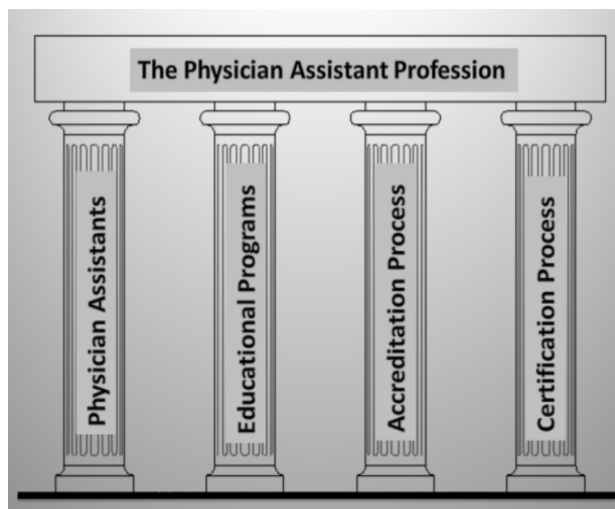 The Physician Assistant Profession
Physician Assistants
Educational Programs
Accreditation Process
Certification Process